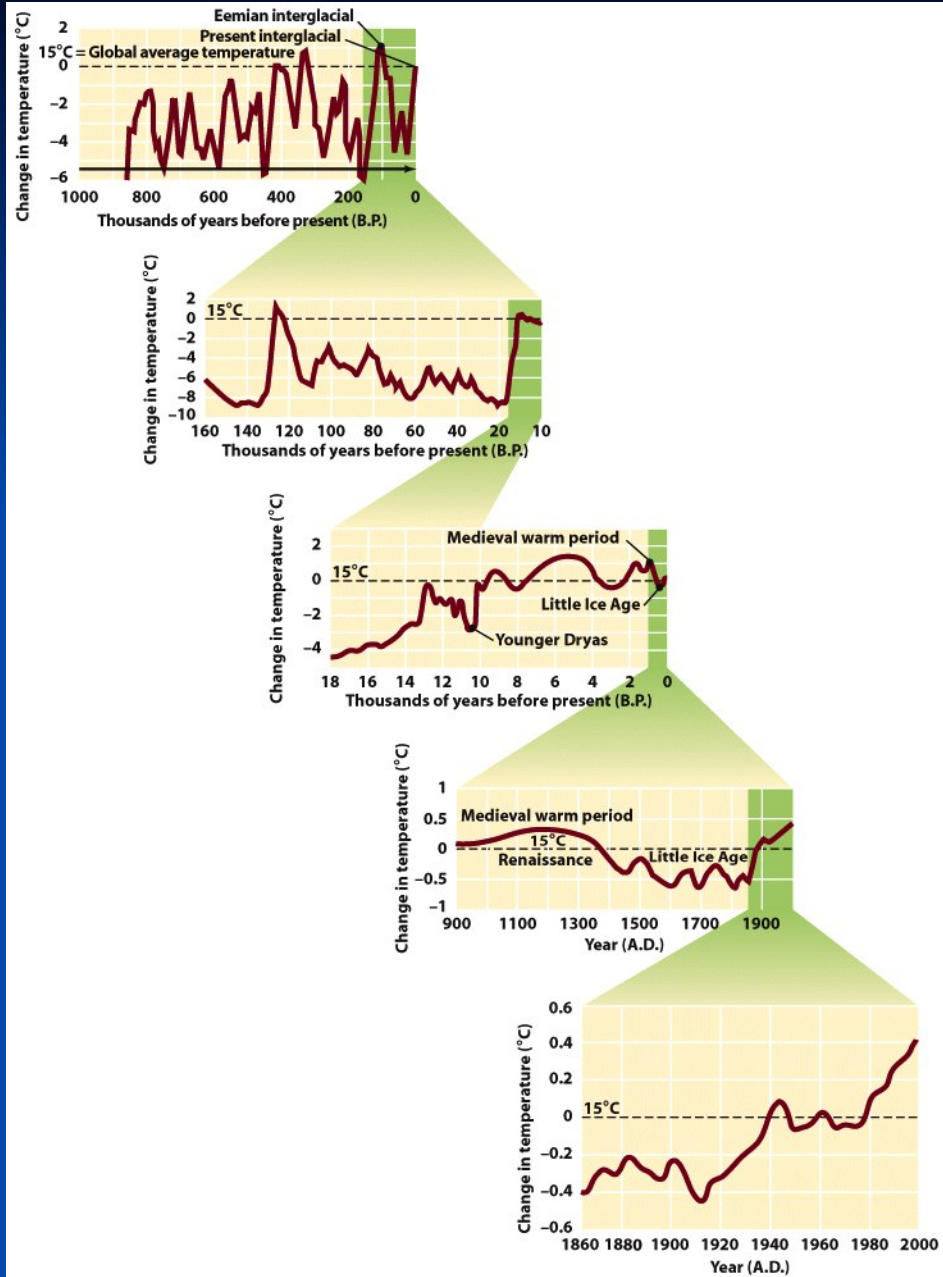 Eemian interglacial
Present interglacial
15°C = Global average temperature
Change in temperature (°C)
2
0
–2
–4
–6
1000 800 600 400 200 0
Thousands of years before present (B.P.)
Change in temperature (°C)
2
0
–2
–4
–6
–8
–10
15°C
160 140 120 100 80 60 40 20 10
Thousands of years before present (B.P.)
Change in temperature (°C)
2
0
–2
–4
Medieval warm period
15°C
Little Ice Age
Younger Dryas
18 16 14 12 10 8 6 4 2 0
Thousands of years before present (B.P.)
Change in temperature (°C)
1
0.5
0
–0.5
–1
Medieval warm period
15°C
Renaissance
Little Ice Age
900 1100 1300 1500 1700 1900
Year (A.D.)
Change in temperature (°C)
0.6
0.4
0.2
0
–0.2
–0.4
–0.6
15°C
1860 1880 1900 1920 1940 1960 1980 2000
Year (A.D.)